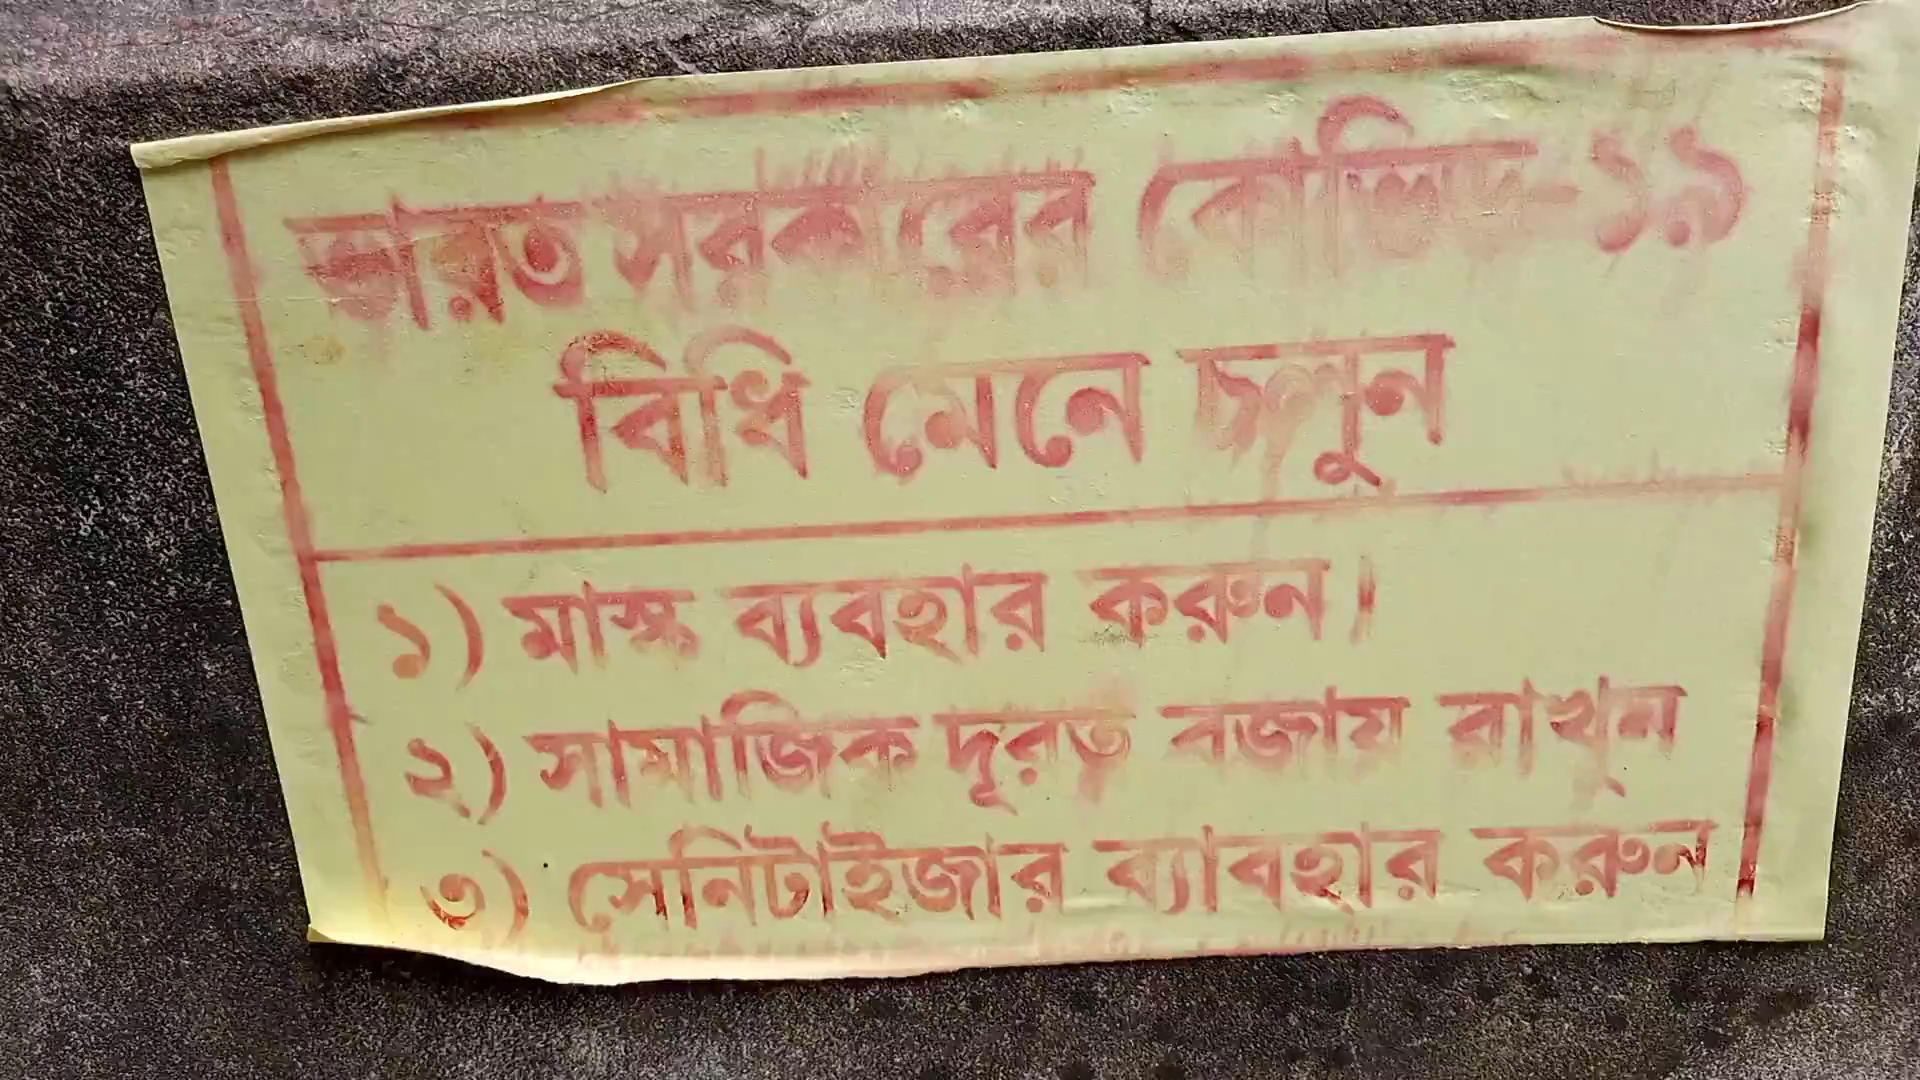 ভারত সরকারের কোভিদ-১৯
বিধি মেনে চলুন
১) মাস্ক ব্যবহার করুন।
২) সামাজিক দূরত্ব বজায় রাখুন
৩) সেনিটাইজার ব্যাবহার করুন